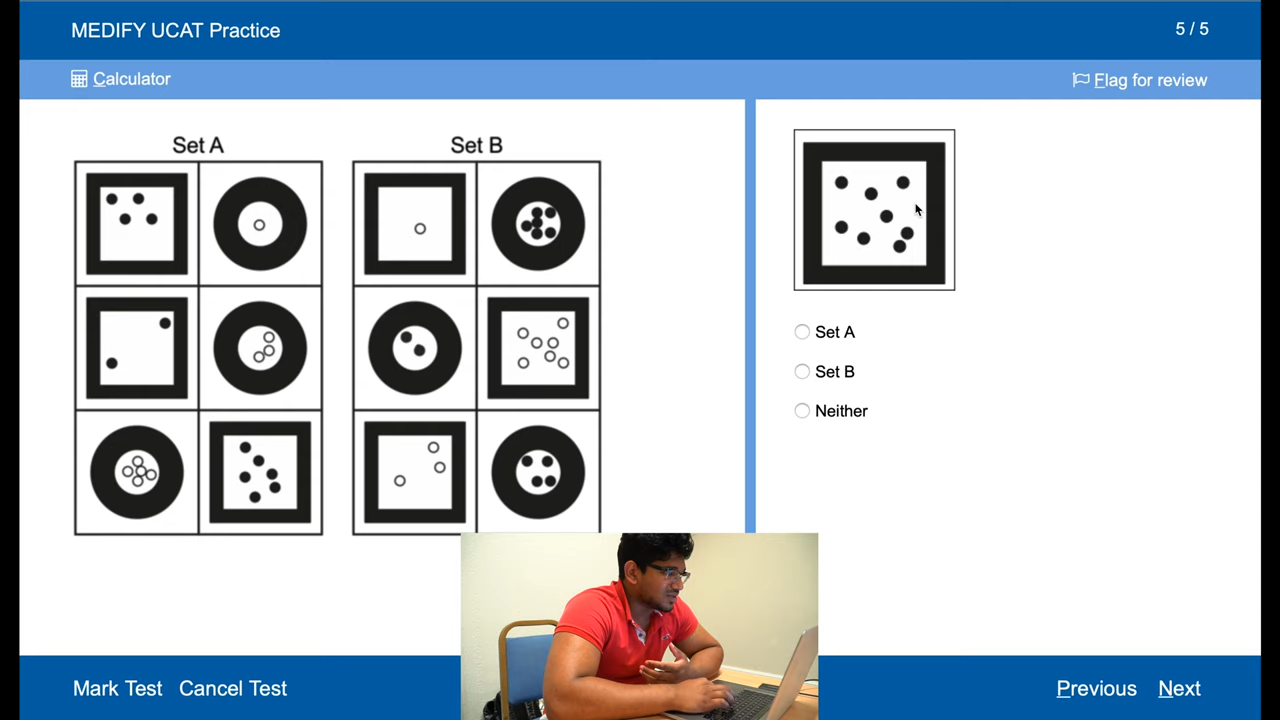 MEDIFY UCAT Practice
5 / 5
Calculator
Flag for review
Set A
Set B
Set A
Set B
Neither
Mark Test
Cancel Test
Previous
Next